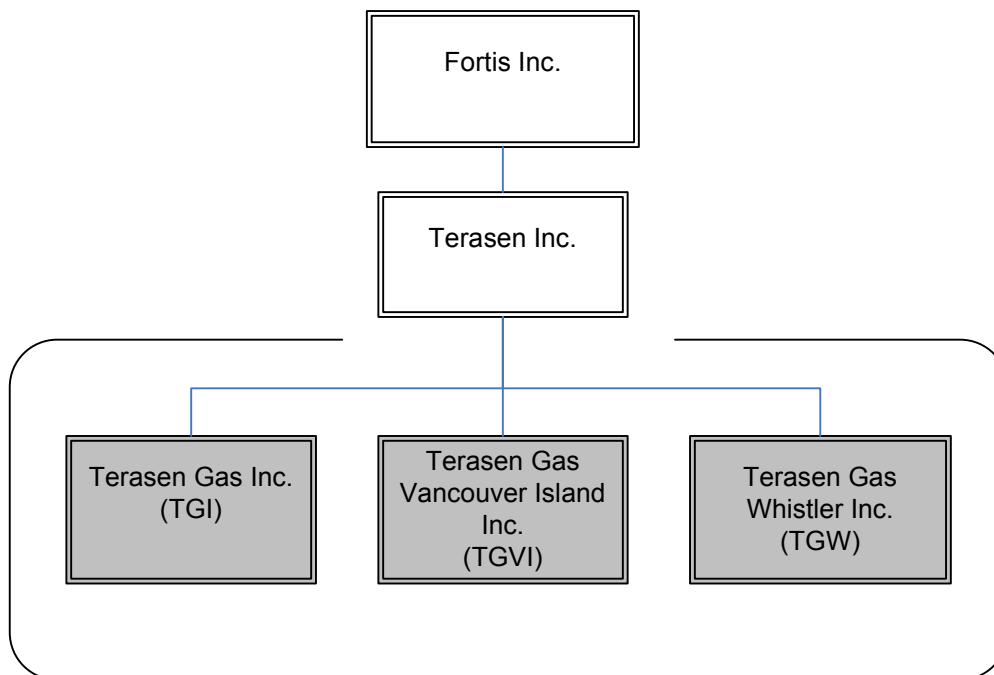 Fortis Inc.
Terasen Inc.
Terasen Gas Inc.
(TGI)
Terasen Gas
Vancouver Island
Inc.
(TGVI)
Terasen Gas
Whistler Inc.
(TGW)